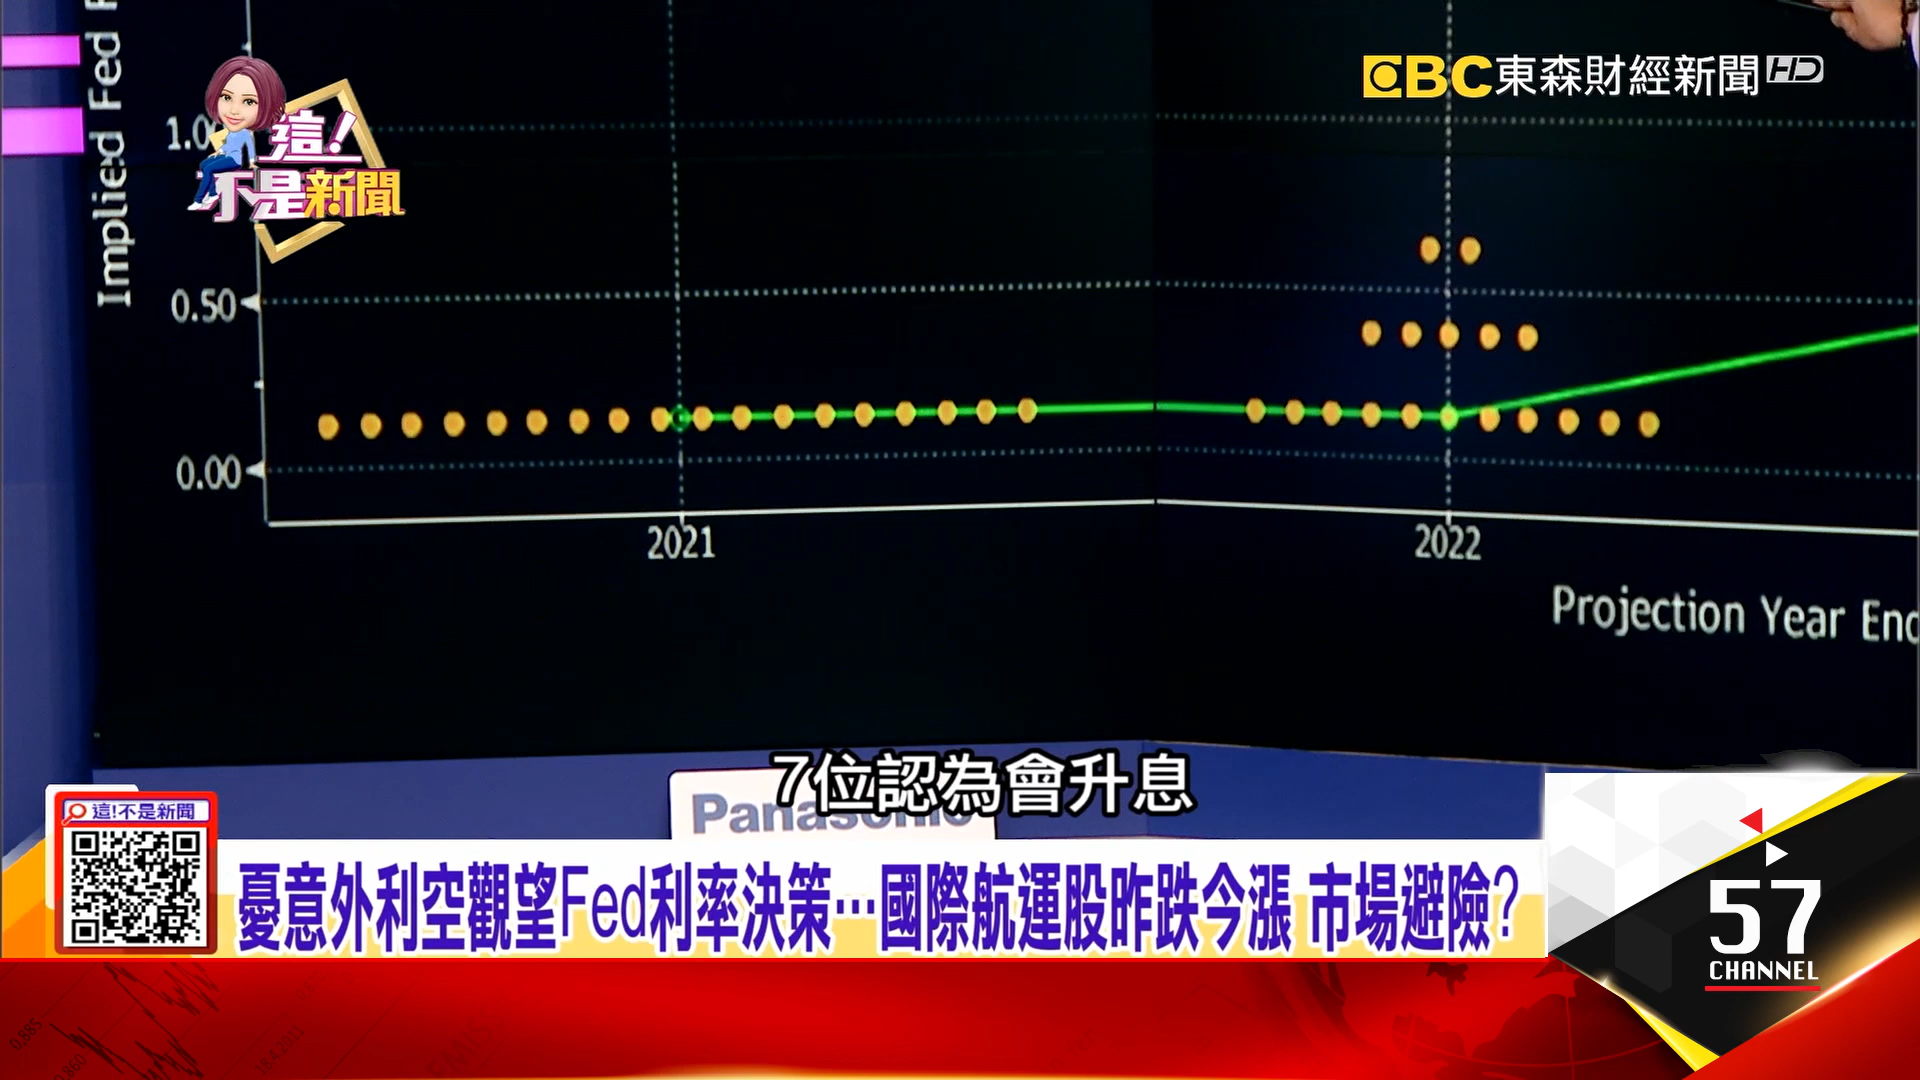 Implied Fed
EBC東森財經新聞HD
1.0
這!
不是新聞
0.50
0.00
2021
2022
Projection Year End
7位認為會升息
Panasonic
這!不是新聞
憂意外利空觀望Fed利率決策…國際航運股昨跌今漲 市場避險?
57
CHANNEL